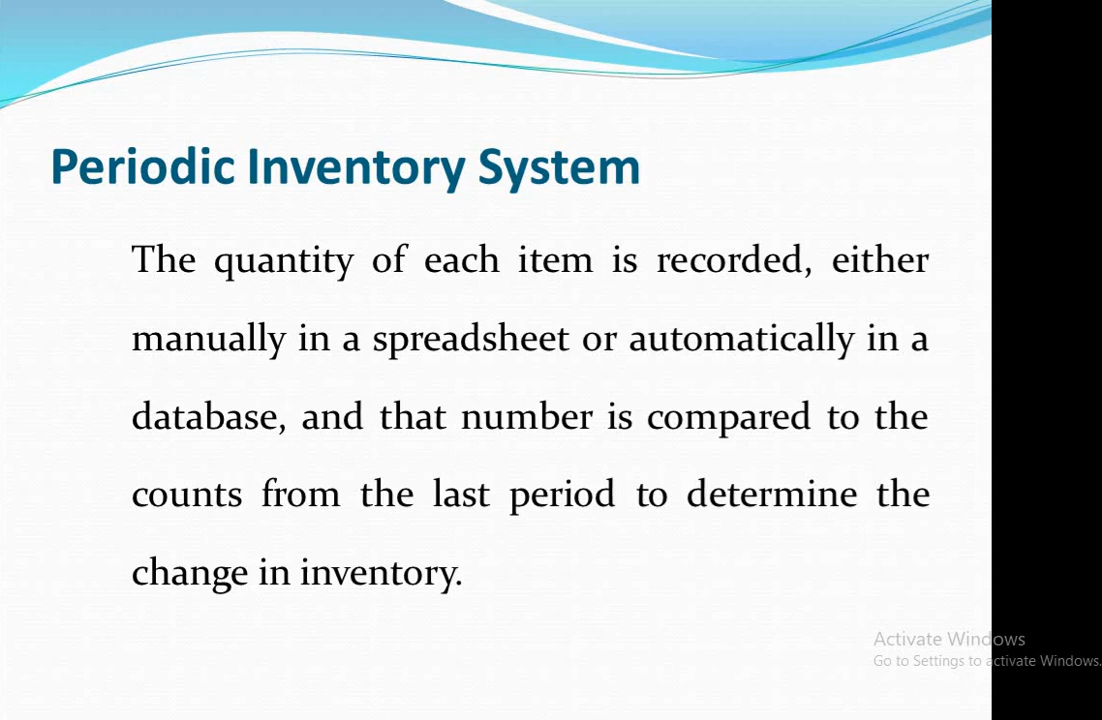 Periodic Inventory System
The quantity of each item is recorded, either
manually in a spreadsheet or automatically in a
database, and that number is compared to the
counts from the last period to determine the
change in inventory.
Activate Windows
Go to Settings to activate Windows.